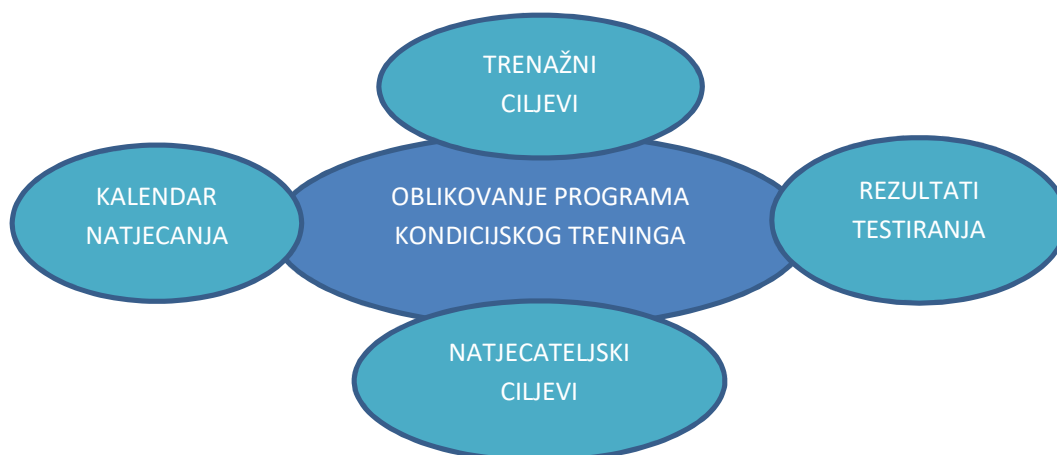 TRENAŽNI
CILJEVI
KALENDAR
NATJECANJA
OBLIKOVANJE PROGRAMA
KONDICIJSKOG TRENINGA
REZULTATI
TESTIRANJA
NATJECATELJSKI
CILJEVI